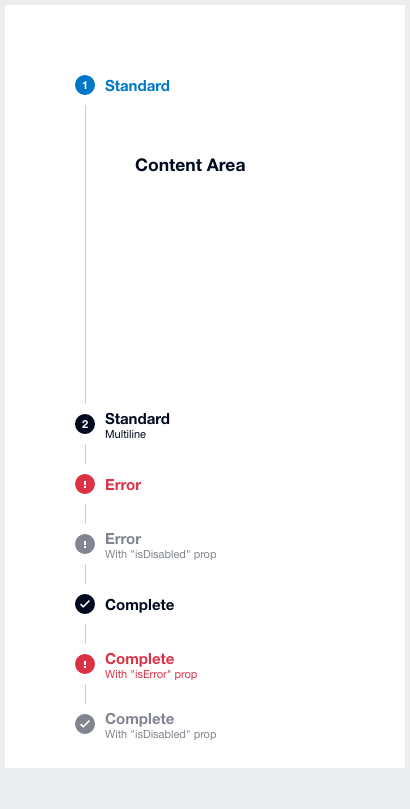 1 Standard
Content Area
2 Standard
Multiline
! Error
! Error
With "isDisabled" prop
Complete
! Complete
With "isError" prop
Complete
With "isDisabled" prop